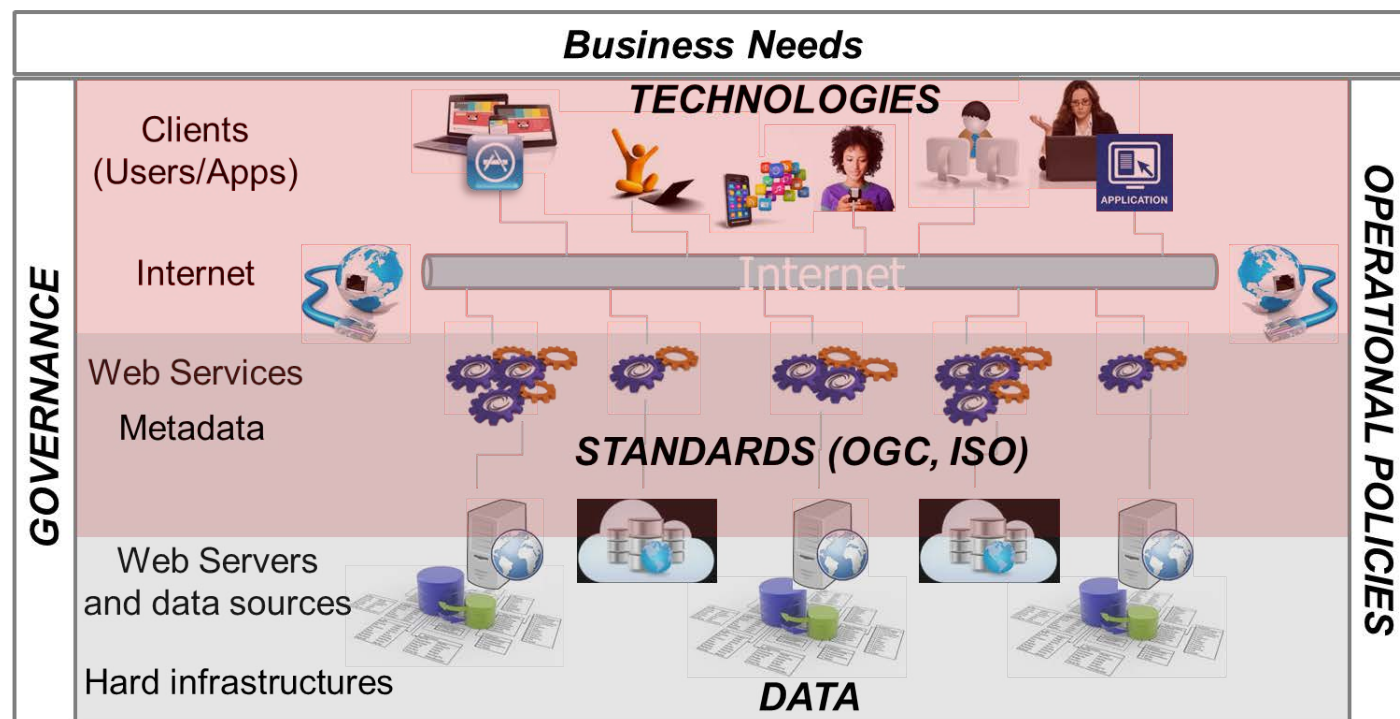 Business Needs
TECHNOLOGIES
Clients
(Users/Apps)
APPLICATION
Internet
Internet
GOVERNANCE
OPERATIONAL POLICIES
Web Services
Metadata
STANDARDS (OGC, ISO)
Web Servers
and data sources
Hard infrastructures
DATA